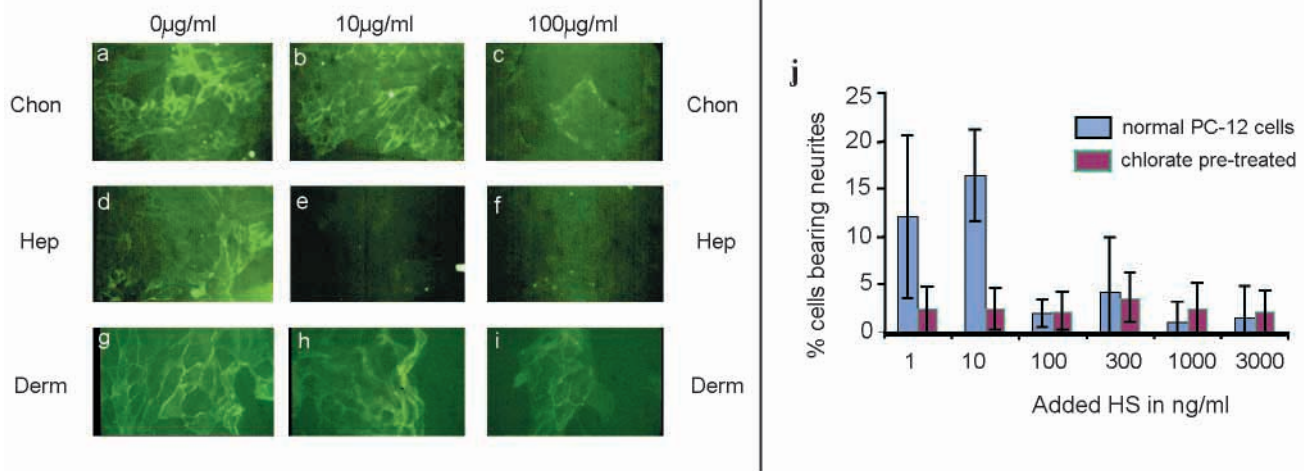 0µg/ml 10µg/ml 100µg/ml
a b c
Chon Chon
d e f
Hep Hep
g h i
Derm Derm
j
% cells bearing neurites
25
20
15
10
5
0
normal PC-12 cells
chlorate pre-treated
1 10 100 300 1000 3000
Added HS in ng/ml